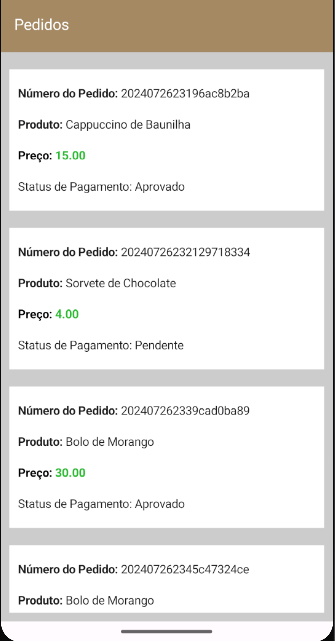 Pedidos
Número do Pedido: 2024072623196ac8b2ba
Produto: Cappuccino de Baunilha
Preço: 15.00
Status de Pagamento: Aprovado
Número do Pedido: 20240726232129718334
Produto: Sorvete de Chocolate
Preço: 4.00
Status de Pagamento: Pendente
Número do Pedido: 202407262339cad0ba89
Produto: Bolo de Morango
Preço: 30.00
Status de Pagamento: Aprovado
Número do Pedido: 202407262345c47324ce
Produto: Bolo de Morango